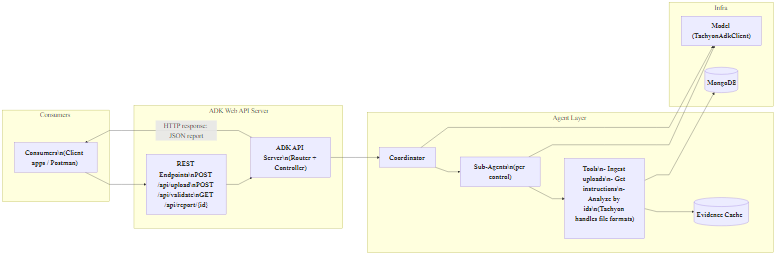 Infra
Model
(TachyonAdkClient)
MongoDB
Consumers
ADK Web API Server
Agent Layer
HTTP response:
JSON report
Consumers\n(Client
apps / Postman)
REST
Endpoints\nPOST
/api/upload\nPOST
/api/validate\nGET
/api/report/{id}
ADK API
Server\n(Router +
Controller)
Coordinator
Sub-Agents\n(per
control)
Tools\n- Ingest
uploads\n- Get
instructions\n-
Analyze by
ids\n(Tachyon
handles file formats)
Evidence Cache